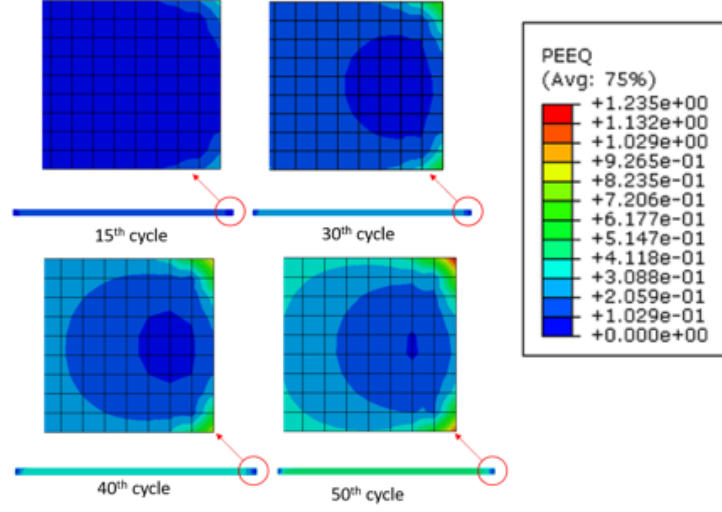 PEEQ
(Avg: 75%)
+1.235e+00
+1.132e+00
+1.029e+00
+9.265e-01
+8.235e-01
+7.206e-01
+6.177e-01
+5.147e-01
+4.118e-01
+3.088e-01
+2.059e-01
+1.029e-01
+0.000e+00
15th cycle
30th cycle
40th cycle
50th cycle